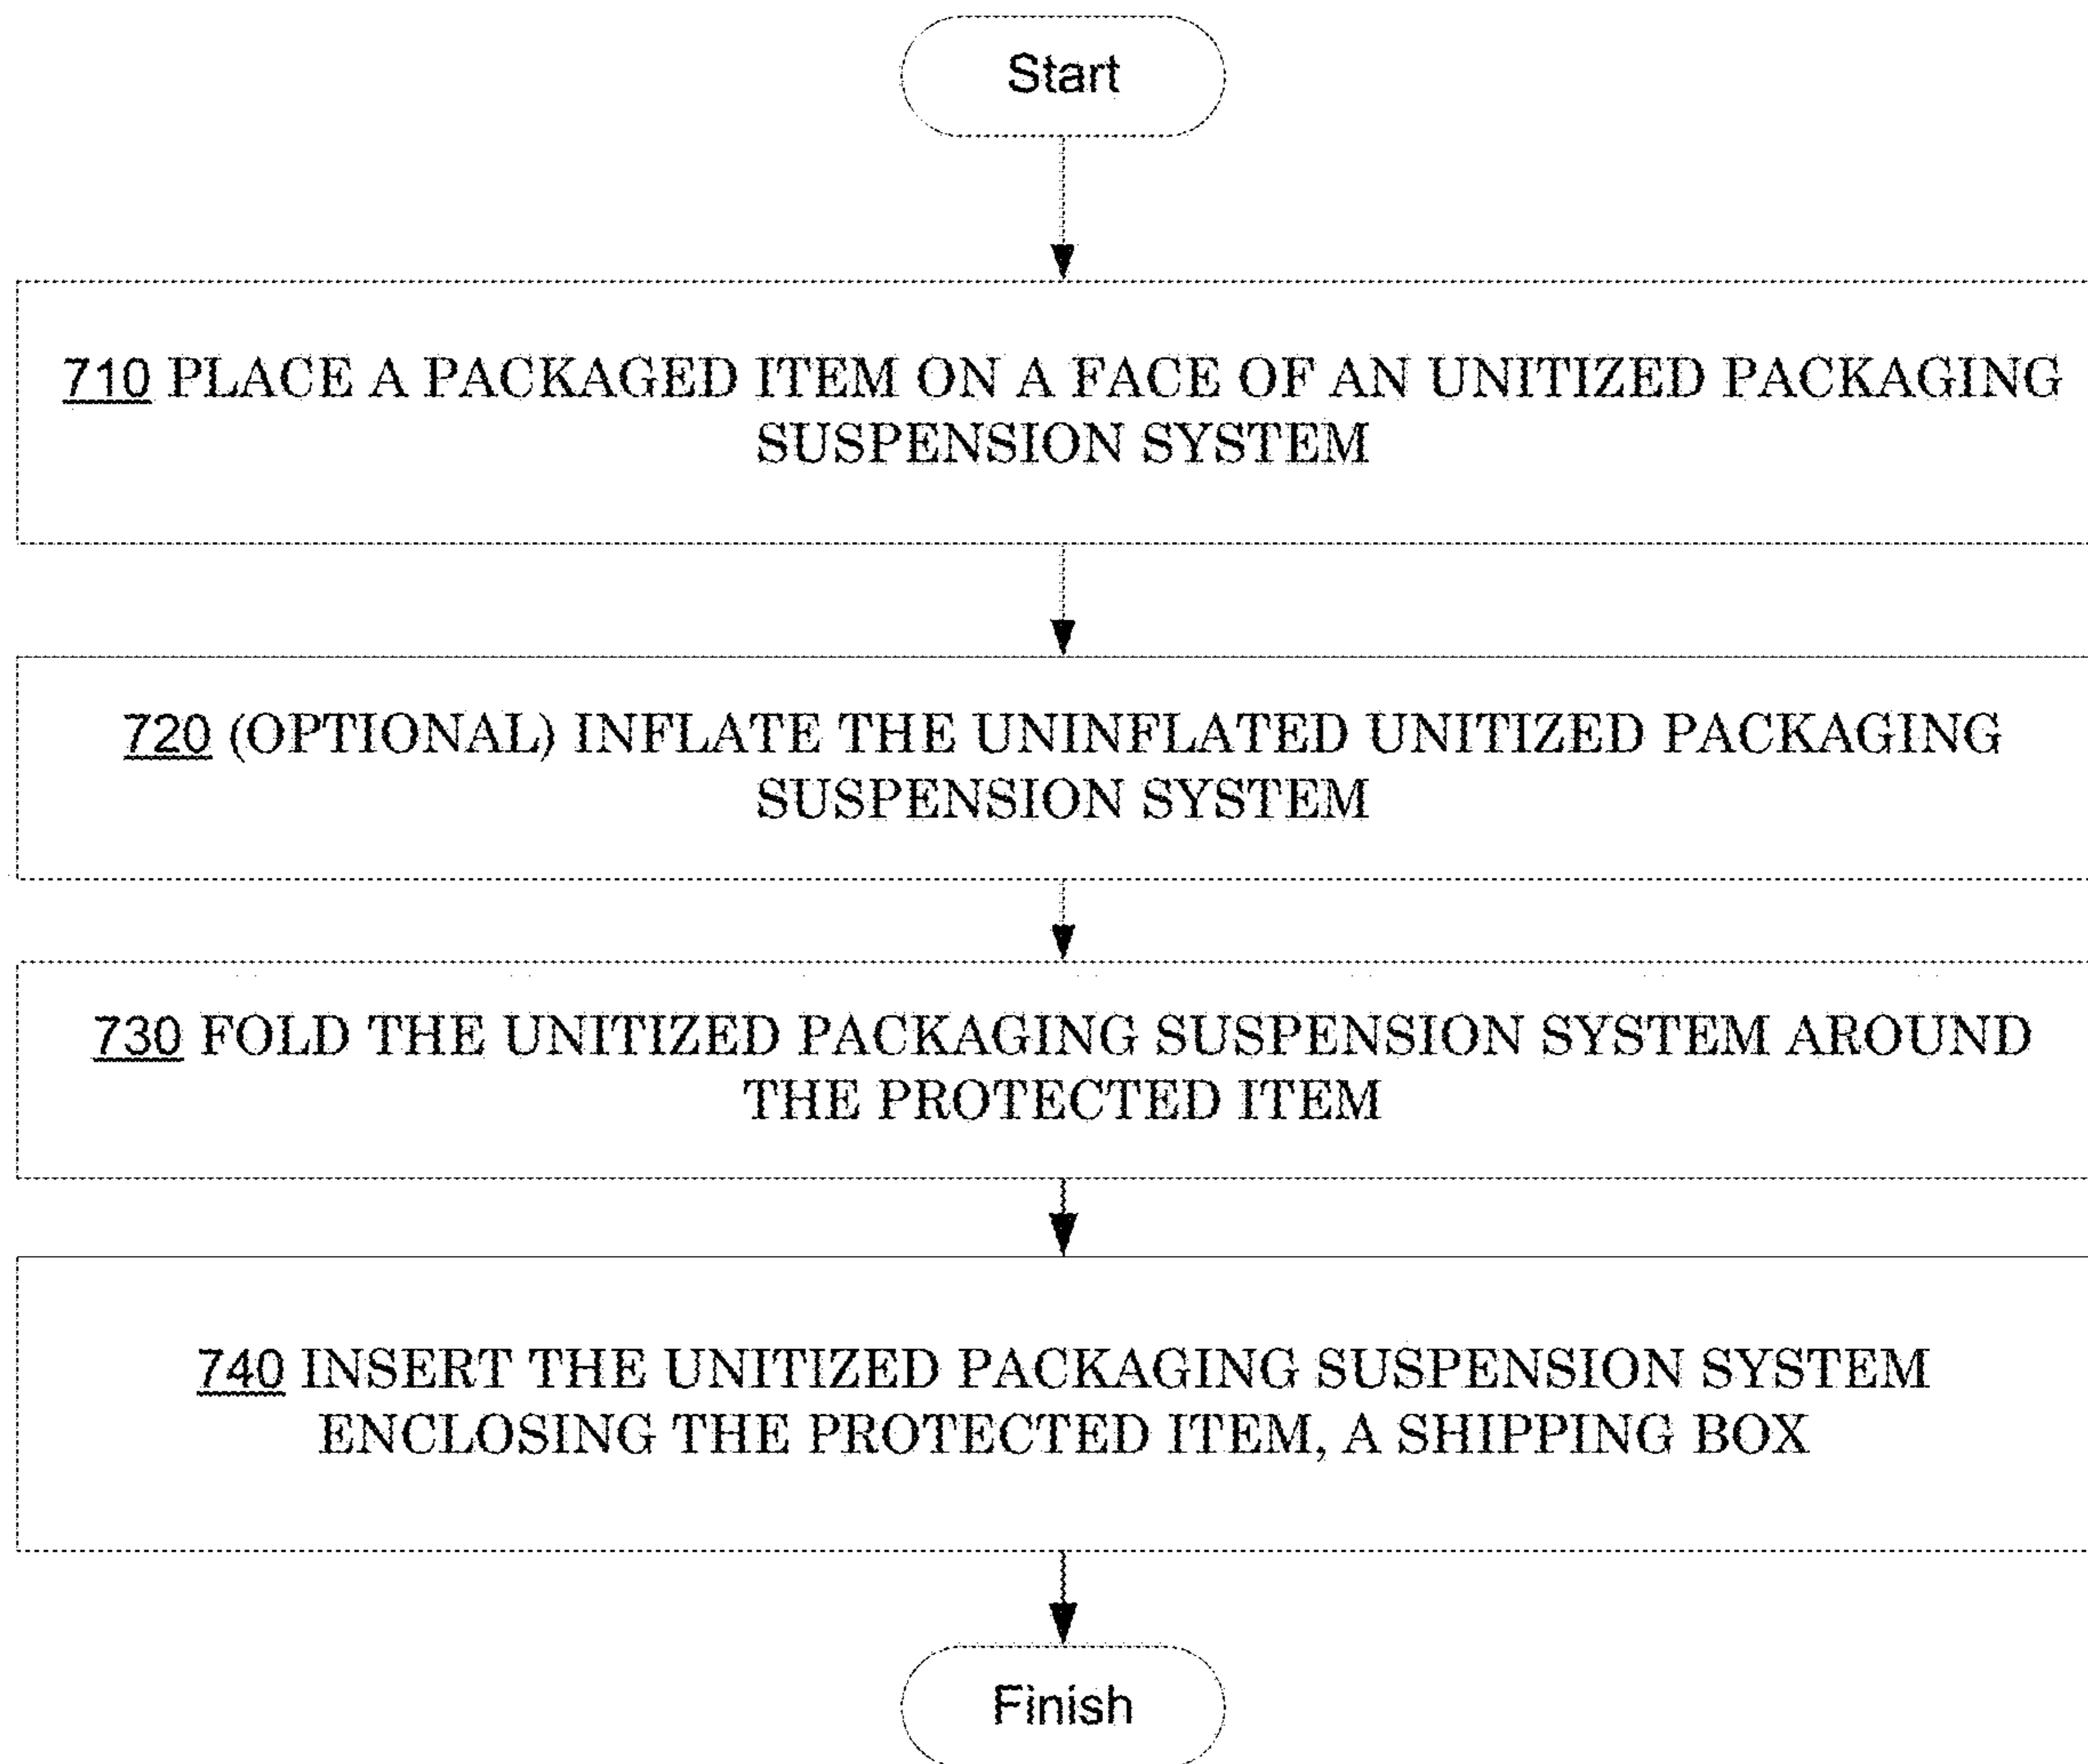 Start
710 PLACE A PACKAGED ITEM ON A FACE OF AN UNITIZED PACKAGING
SUSPENSION SYSTEM
720 (OPTIONAL) INFLATE THE UNINFLATED UNITIZED PACKAGING
SUSPENSION SYSTEM
730 FOLD THE UNITIZED PACKAGING SUSPENSION SYSTEM AROUND
THE PROTECTED ITEM
740 INSERT THE UNITIZED PACKAGING SUSPENSION SYSTEM
ENCLOSING THE PROTECTED ITEM, A SHIPPING BOX
Finish